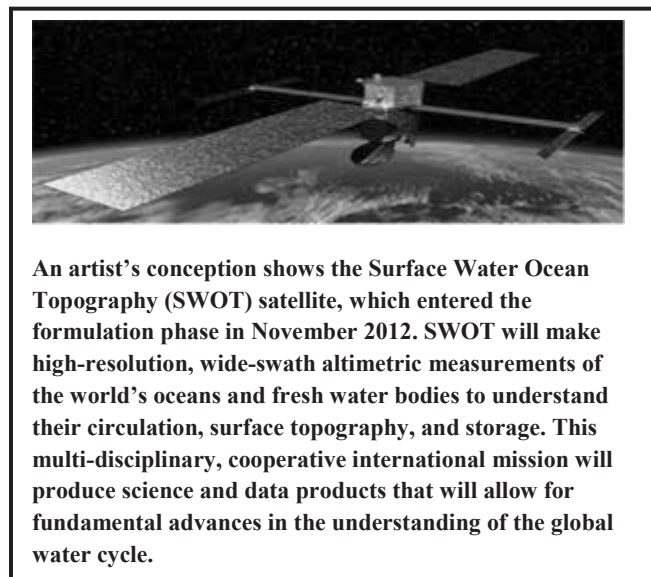 An artist’s conception shows the Surface Water Ocean
Topography (SWOT) satellite, which entered the
formulation phase in November 2012. SWOT will make
high-resolution, wide-swath altimetric measurements of
the world’s oceans and fresh water bodies to understand
their circulation, surface topography, and storage. This
multi-disciplinary, cooperative international mission will
produce science and data products that will allow for
fundamental advances in the understanding of the global
water cycle.